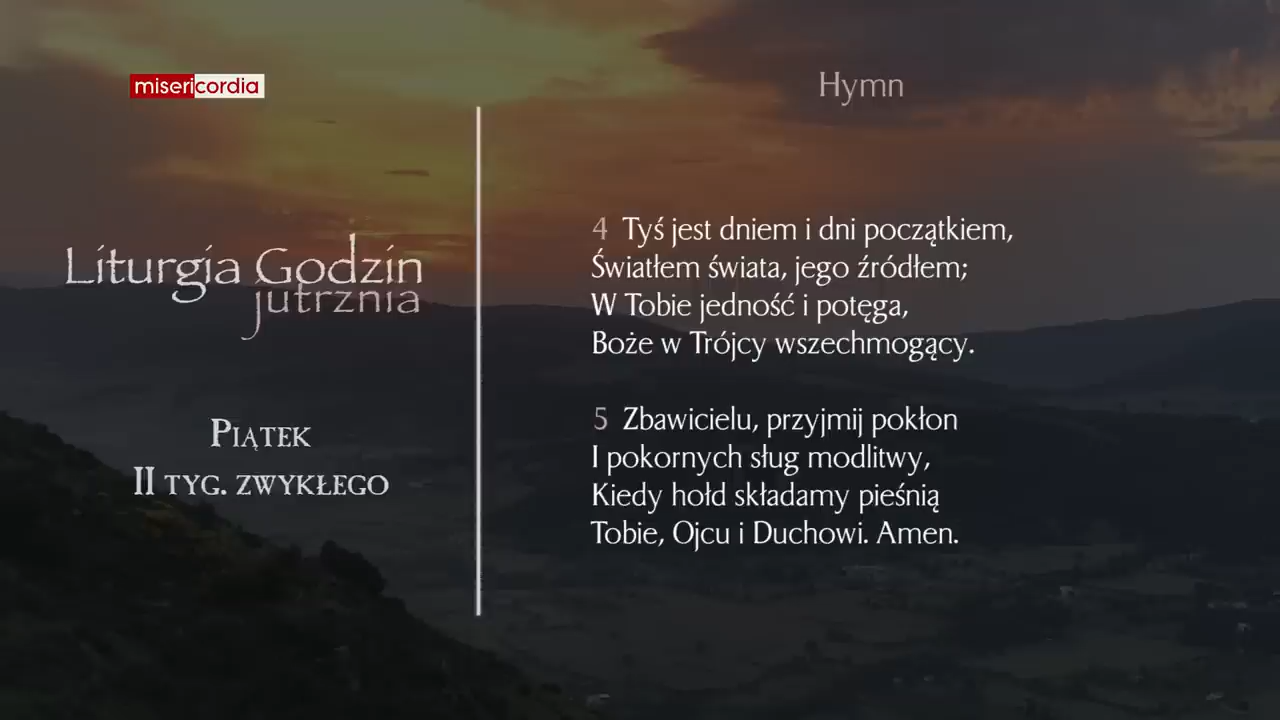 misericordia
Liturgia Godzin
jutrznia
Piątek
II tyg. zwykłego
Hymn
4 Tyś jest dniem i dni początkiem,
Światłem świata, jego źródłem;
W Tobie jedność i potęga,
Boże w Trójcy wszechmogący.
5 Zbawicielu, przyjmij pokłon
I pokornych sług modlitwy,
Kiedy hołd składamy pieśnią
Tobie, Ojcu i Duchowi. Amen.